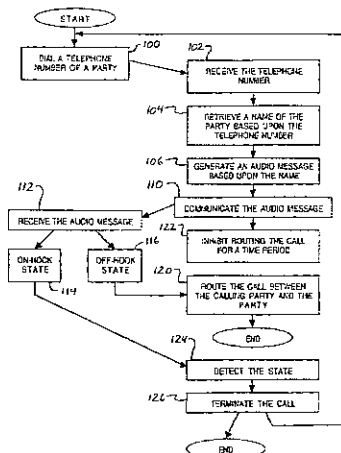 START
100
DIAL A TELEPHONE
NUMBER OF A PARTY
102
RECEIVE THE TELEPHONE
NUMBER
104
RETRIEVE A NAME OF THE
PARTY BASED UPON THE
TELEPHONE NUMBER
106
GENERATE AN AUDIO MESSAGE
BASED UPON THE NAME
110
COMMUNICATE THE AUDIO MESSAGE
112
RECEIVE THE AUDIO MESSAGE
122
INHIBIT ROUTING THE CALL
FOR A TIME PERIOD
ON-HOOK
STATE
114
OFF-HOOK
STATE
116
120
ROUTE THE CALL BETWEEN
THE CALLING PARTY AND THE
PARTY
END
124
DETECT THE STATE
126
TERMINATE THE CALL
END